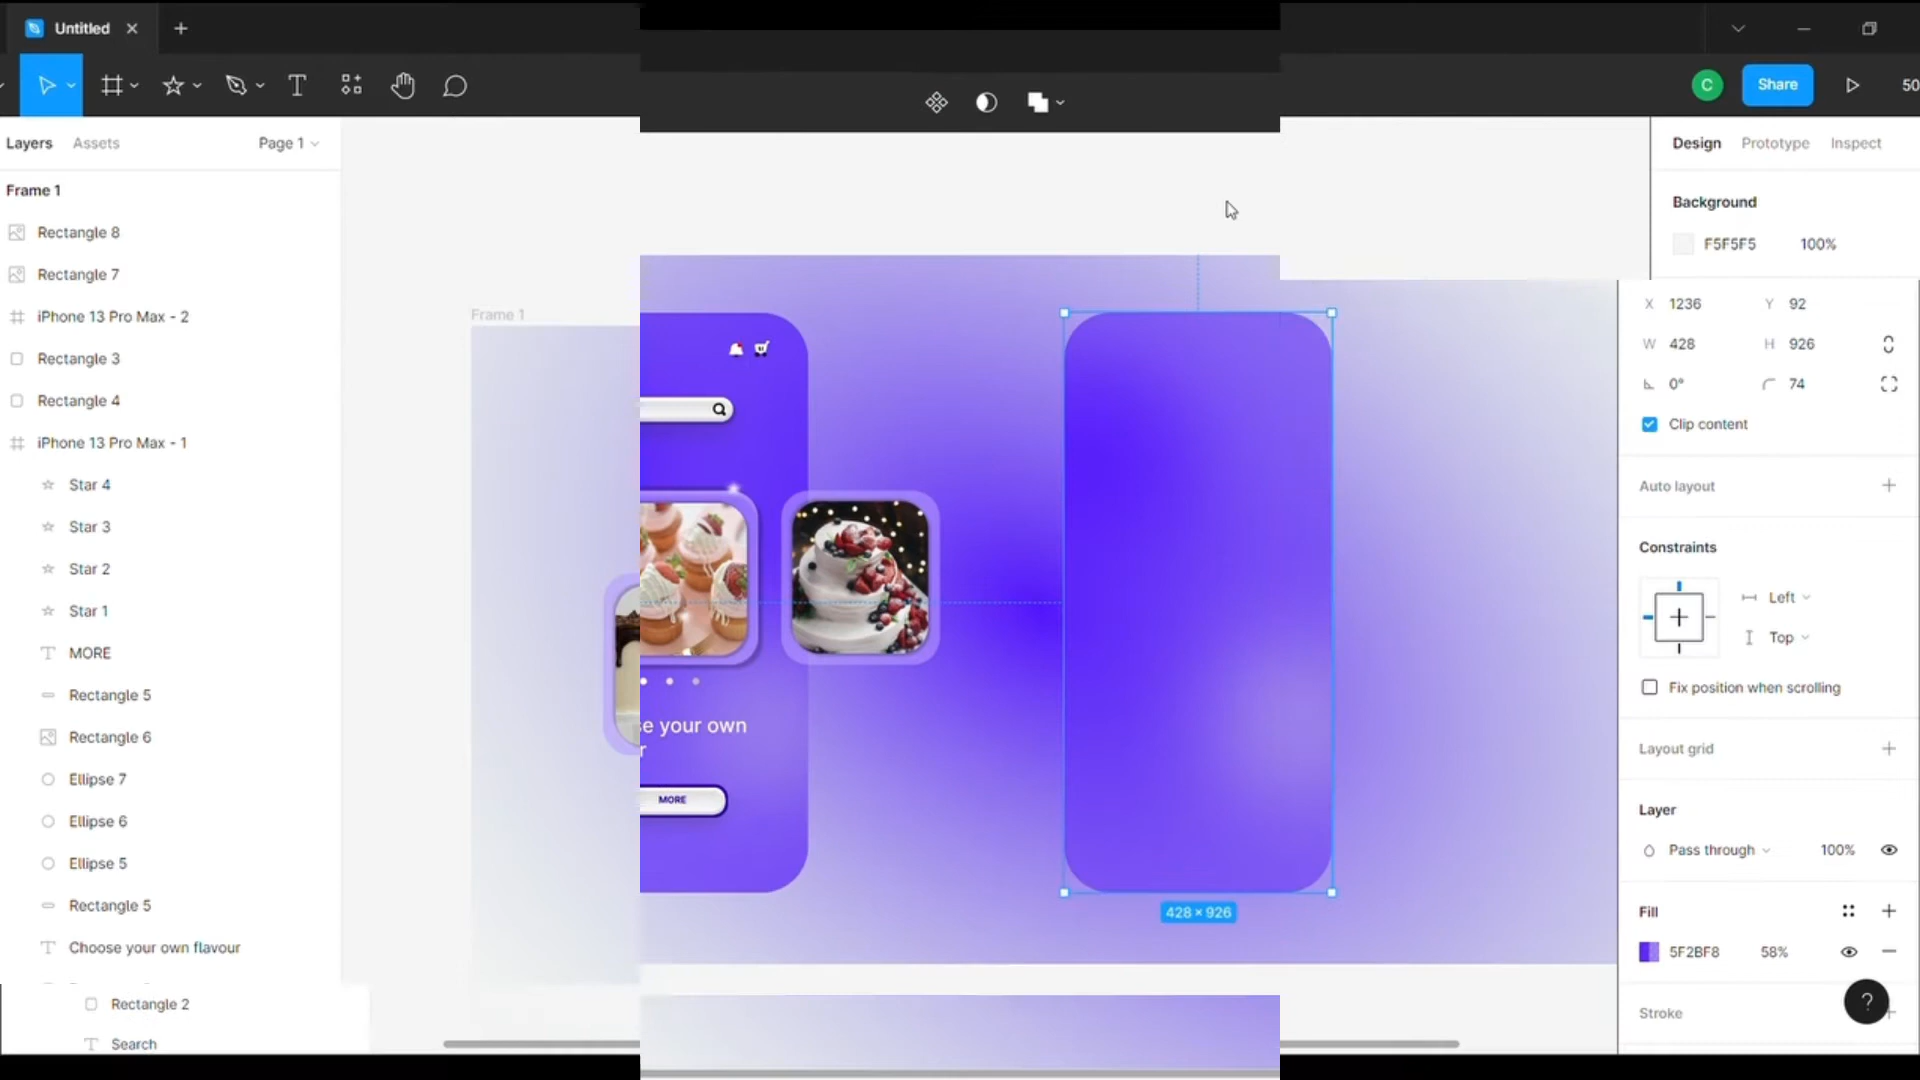 Untitled
C
Share
50
Layers
Assets
Page 1
Design
Prototype
Inspect
Frame 1
Background
Rectangle 8
F5F5F5
100%
Rectangle 7
X
1236
Y
92
Frame 1
iPhone 13 Pro Max - 2
W
428
H
926
Rectangle 3
0°
74
Rectangle 4
Clip content
iPhone 13 Pro Max - 1
Star 4
Auto layout
Star 3
Constraints
Star 2
Left
Star 1
Top
MORE
Fix position when scrolling
Rectangle 5
se your own
r
Rectangle 6
Layout grid
Ellipse 7
MORE
Layer
Ellipse 6
Pass through
100%
Ellipse 5
Rectangle 5
428 × 926
Fill
Choose your own flavour
5F2BF8
58%
Rectangle 2
?
Stroke
T
Search